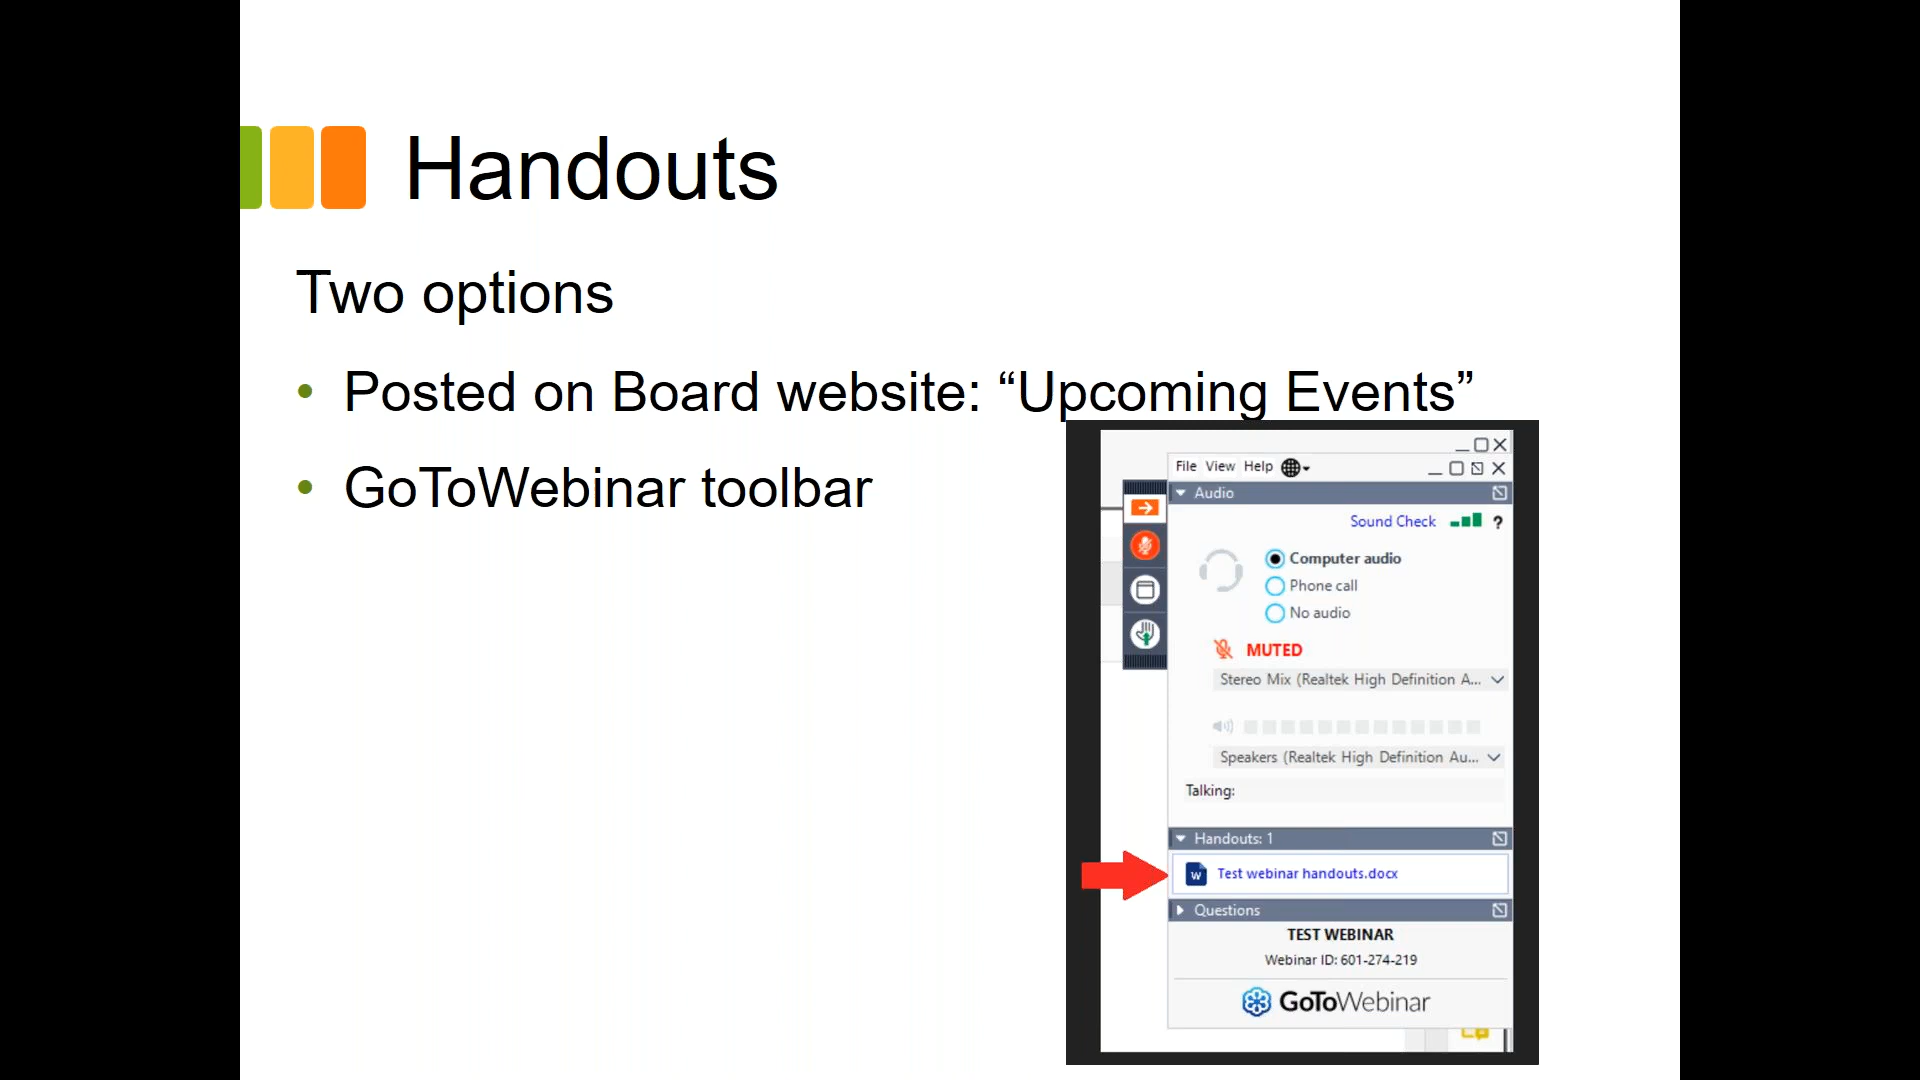 Handouts
Two options
• Posted on Board website: “Upcoming Events”
• GoToWebinar toolbar
File View Help
Audio
Sound Check ?
Computer audio
Phone call
No audio
MUTED
Stereo Mix (Realtek High Definition A...
Speakers (Realtek High Definition Au...
Talking:
Handouts: 1
W Test webinar handouts.docx
Questions
TEST WEBINAR
Webinar ID: 601-274-219
GoToWebinar